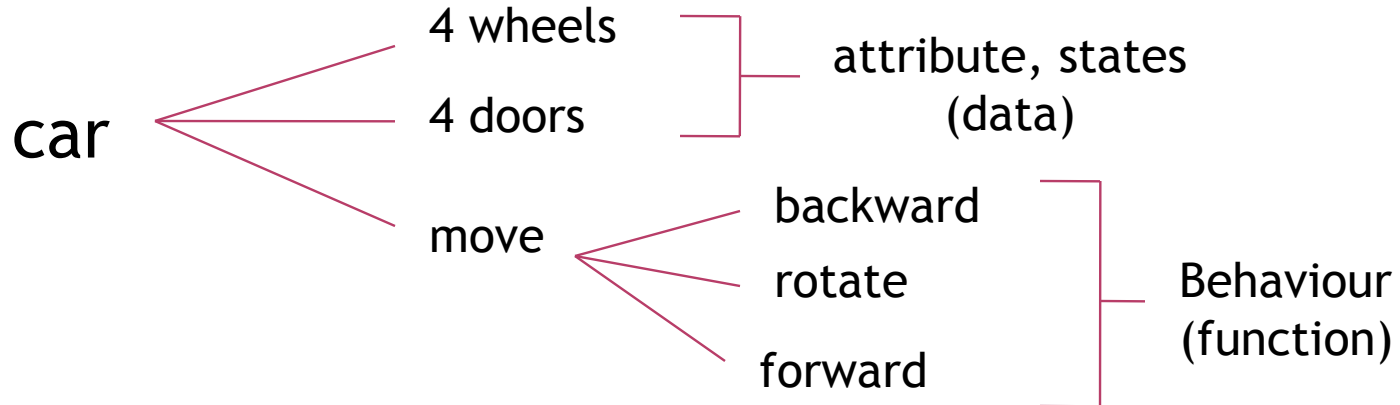 car
4 wheels
4 doors
move
attribute, states
(data)
backward
rotate
forward
Behaviour
(function)